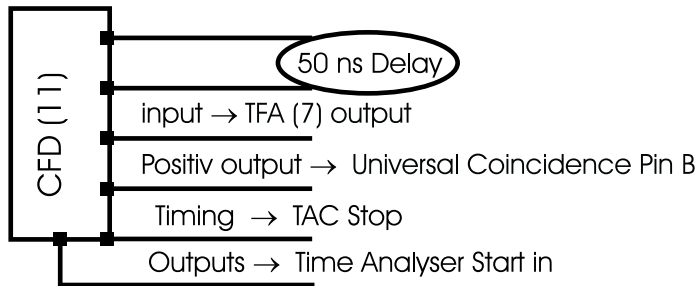 CFD (11)
50 ns Delay
input → TFA (7) output
Positiv output → Universal Coincidence Pin B
Timing → TAC Stop
Outputs → Time Analyser Start in